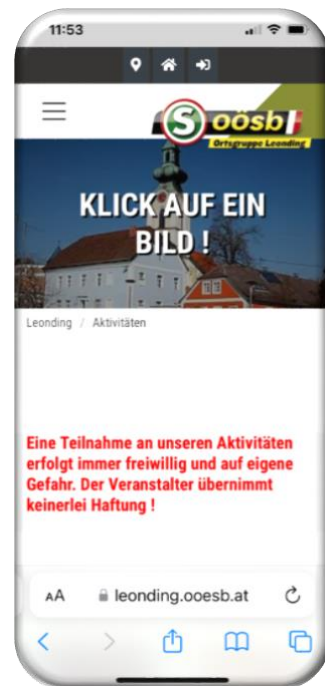 11:53
S oösb
Ortsgruppe Leonding
KLICK AUF EIN
BILD !
Leonding / Aktivitäten
Eine Teilnahme an unseren Aktivitäten
erfolgt immer freiwillig und auf eigene
Gefahr. Der Veranstalter übernimmt
keinerlei Haftung !
AA leonding.ooesb.at